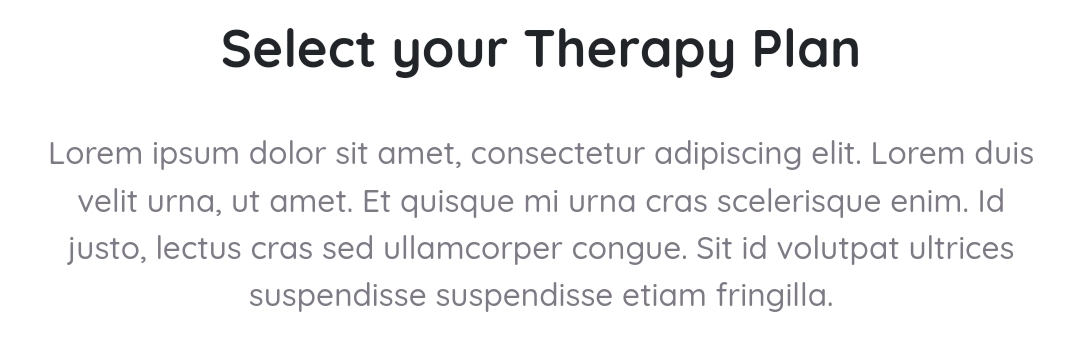 Select your Therapy Plan
Lorem ipsum dolor sit amet, consectetur adipiscing elit. Lorem duis
velit urna, ut amet. Et quisque mi urna cras scelerisque enim. Id
justo, lectus cras sed ullamcorper congue. Sit id volutpat ultrices
suspendisse suspendisse etiam fringilla.